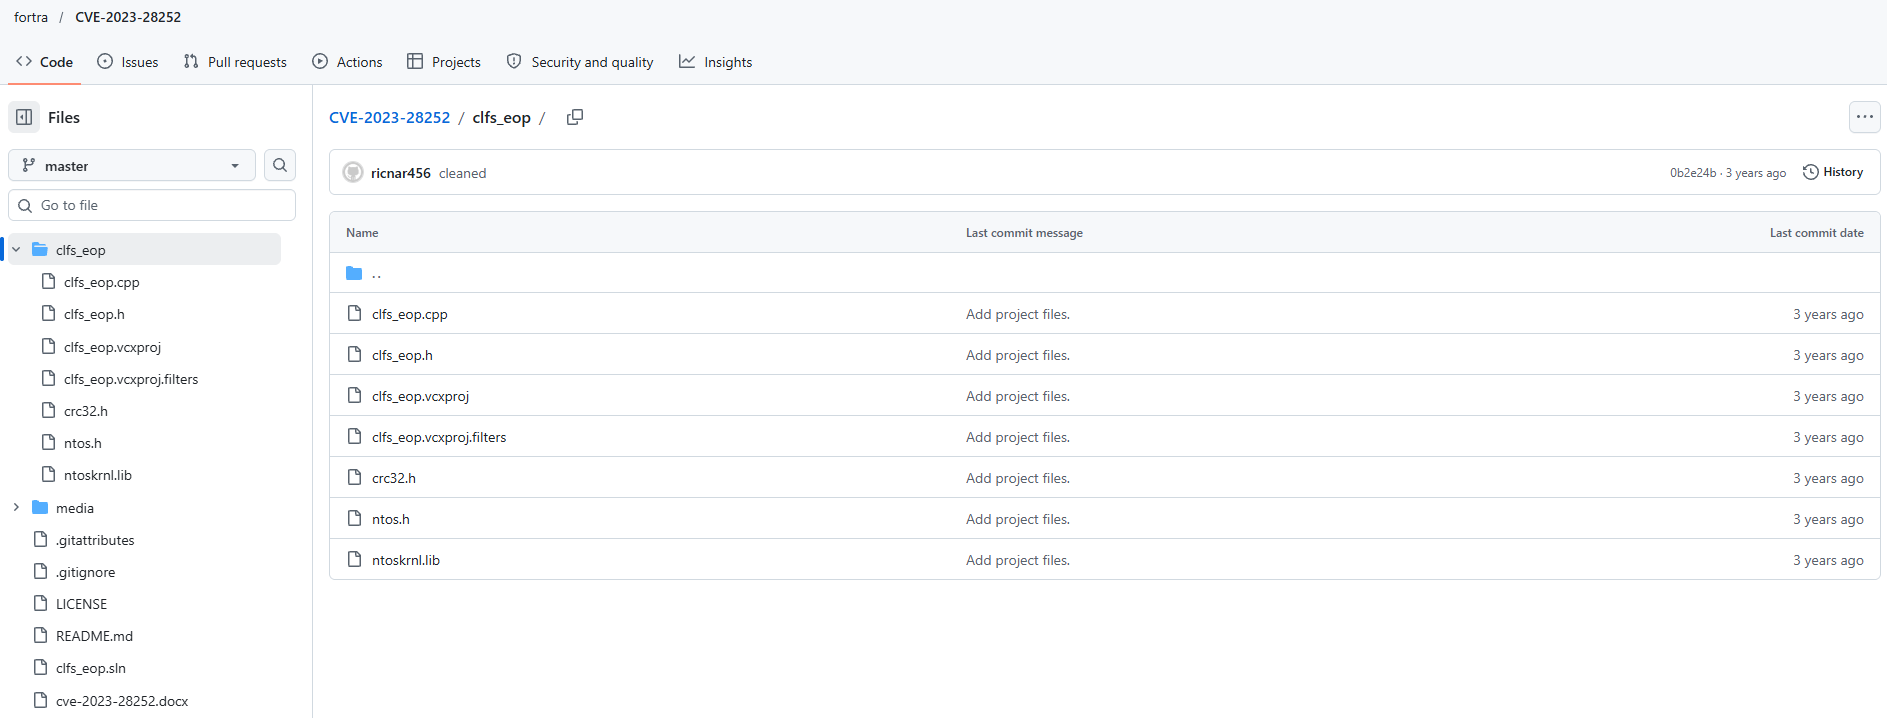 fortra / CVE-2023-28252
Code Issues Pull requests Actions Projects Security and quality Insights
Files
master
Go to file
clfs_eop
clfs_eop.cpp
clfs_eop.h
clfs_eop.vcxproj
clfs_eop.vcxproj.filters
crc32.h
ntos.h
ntoskrnl.lib
media
.gitattributes
.gitignore
LICENSE
README.md
clfs_eop.sln
cve-2023-28252.docx
CVE-2023-28252 / clfs_eop /
ricnar456 cleaned 0b2e24b · 3 years ago History
Name Last commit message Last commit date
..
clfs_eop.cpp Add project files. 3 years ago
clfs_eop.h Add project files. 3 years ago
clfs_eop.vcxproj Add project files. 3 years ago
clfs_eop.vcxproj.filters Add project files. 3 years ago
crc32.h Add project files. 3 years ago
ntos.h Add project files. 3 years ago
ntoskrnl.lib Add project files. 3 years ago